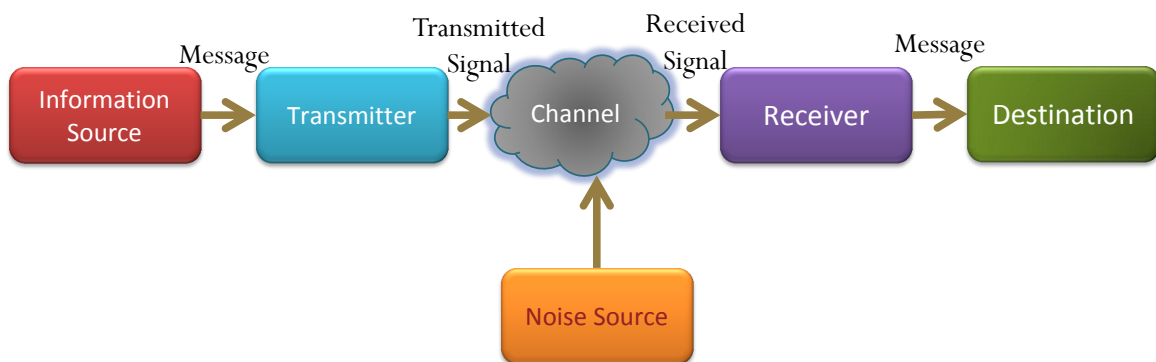 Information
Source
Message
Transmitter
Transmitted
Signal
Channel
Received
Signal
Receiver
Message
Destination
Noise Source